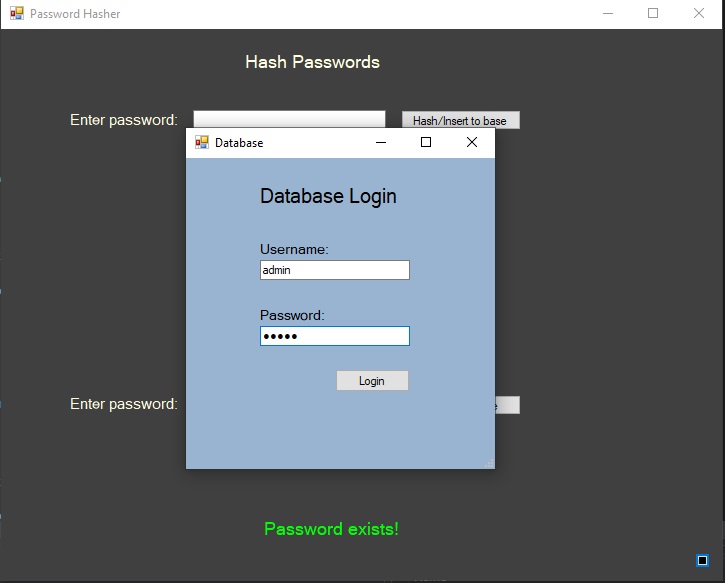 Password Hasher
Hash Passwords
Enter password:
Hash/Insert to base
Database
Database Login
Username:
admin
Password:
•••••
Login
Enter password:
Password exists!